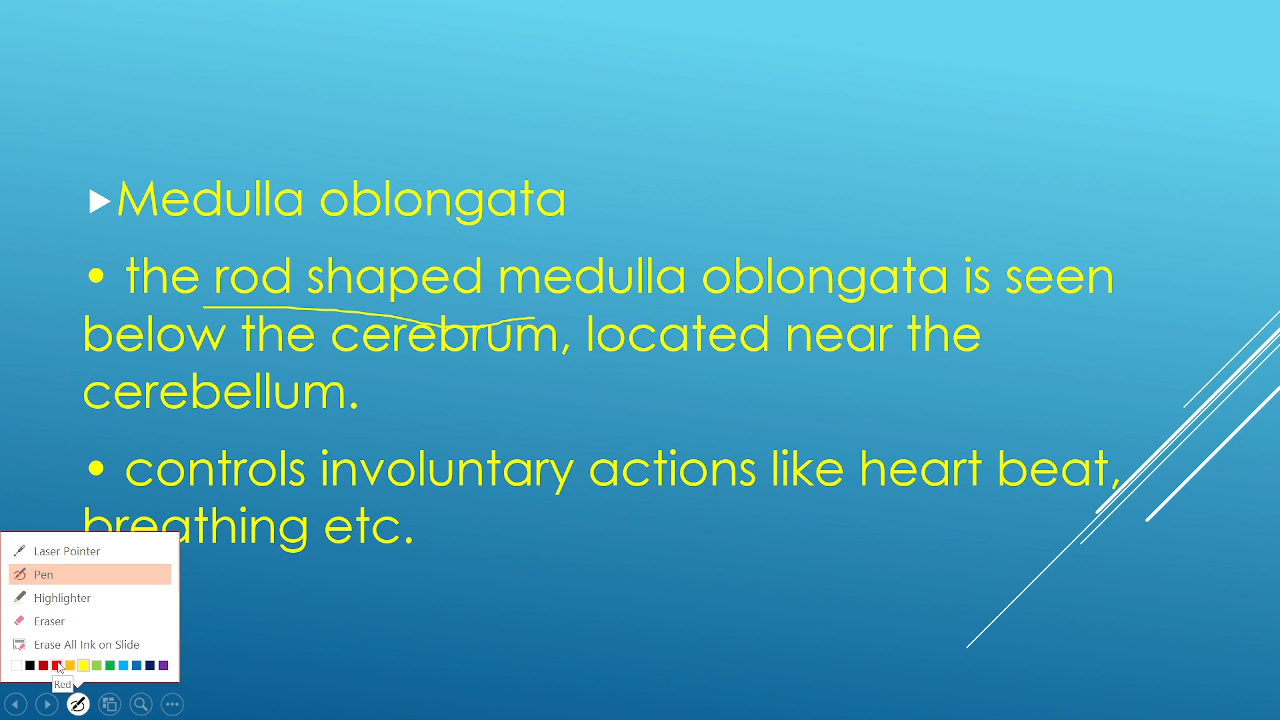 Medulla oblongata
• the rod shaped medulla oblongata is seen
below the cerebrum, located near the
cerebellum.
• controls involuntary actions like heart beat,
breathing etc.
Laser Pointer
Pen
Highlighter
Eraser
Erase All Ink on Slide
Red